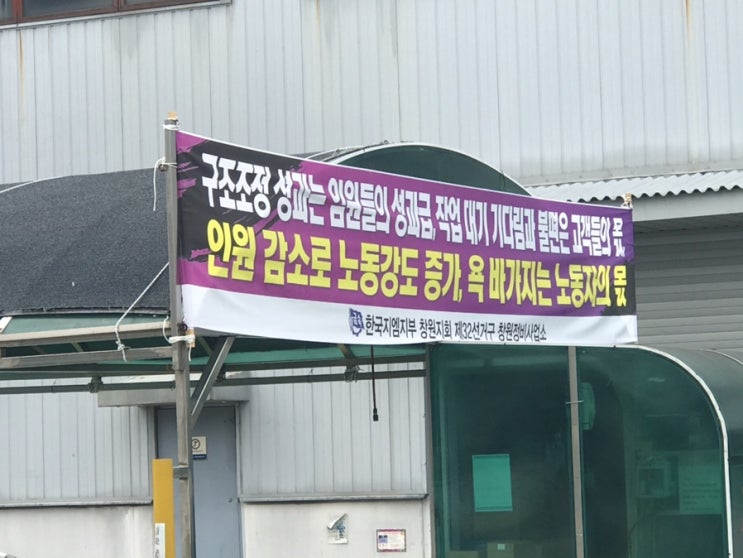 구조조정 성과는 임원들의 성과급, 작업 대기 기다림과 불면은 고객들의 몫,
인원 감소로 노동강도 증가, 욕 바가지는 노동자의 몫
한국지엠지부 창원지회 제32선거구 창원정비사업소